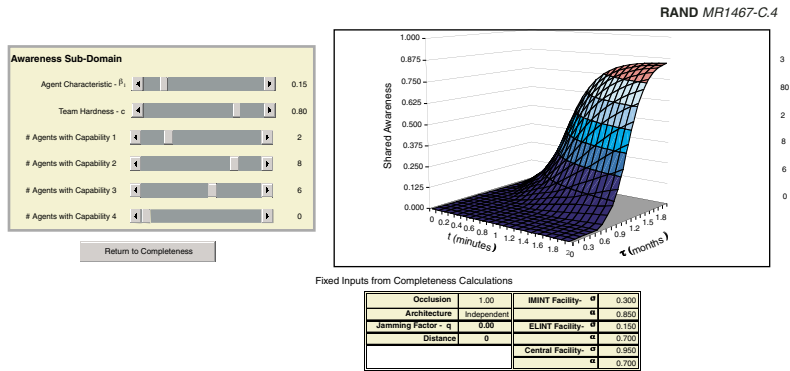 RAND MR1467-C.4
Awareness Sub-Domain
Agent Characteristic - β₁ 0.15
Team Hardness - c 0.80
# Agents with Capability 1 2
# Agents with Capability 2 8
# Agents with Capability 3 6
# Agents with Capability 4 0
Return to Completeness
Shared Awareness
1.000
0.875
0.750
0.625
0.500
0.375
0.250
0.125
0.000
0 0.2 0.4 0.6 0.8 1 1.2 1.4 1.6 1.8 2
t (minutes)
0 0.3 0.6 0.9 1.2 1.5 1.8
τ (months)
3
80
2
8
6
0
Fixed Inputs from Completeness Calculations
Occlusion 1.00 IMINT Facility- σ 0.300
Architecture Independent α 0.850
Jamming Factor - q 0.00 ELINT Facility- σ 0.150
Distance 0 α 0.700
Central Facility- σ 0.950
α 0.700